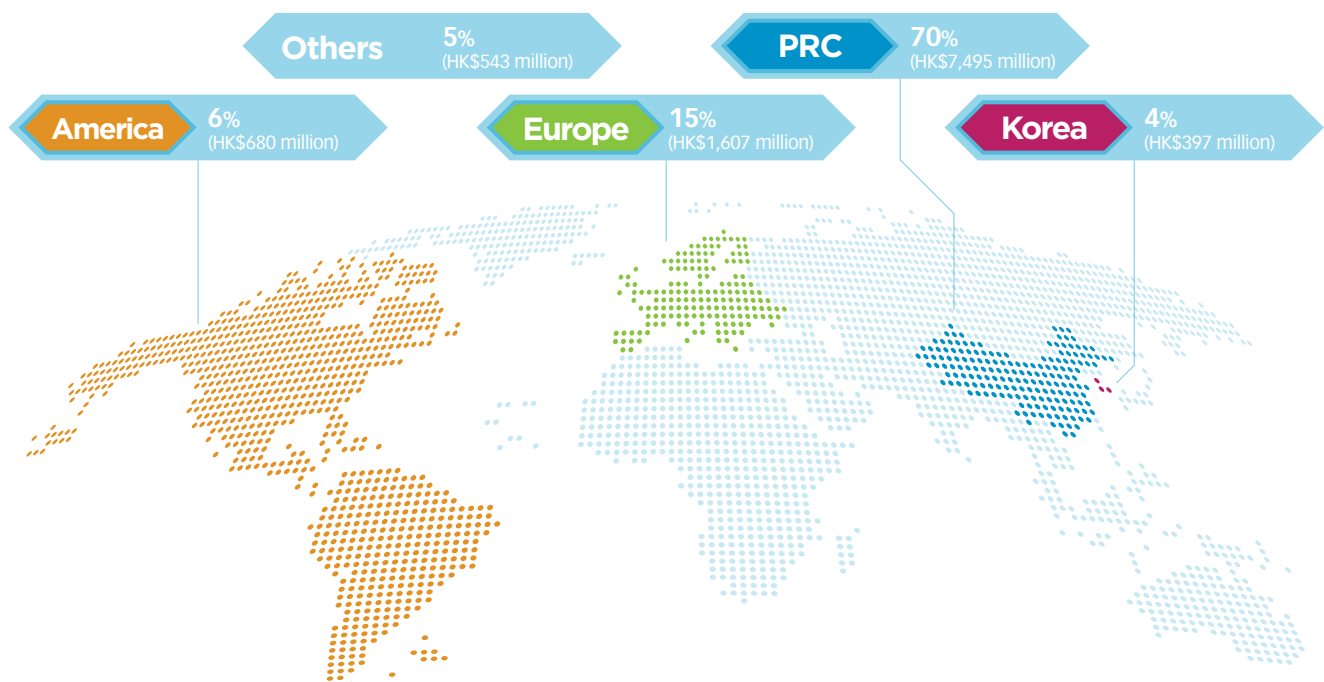 Others
5%
(HK$543 million)
PRC
70%
(HK$7,495 million)
America
6%
(HK$680 million)
Europe
15%
(HK$1,607 million)
Korea
4%
(HK$397 million)